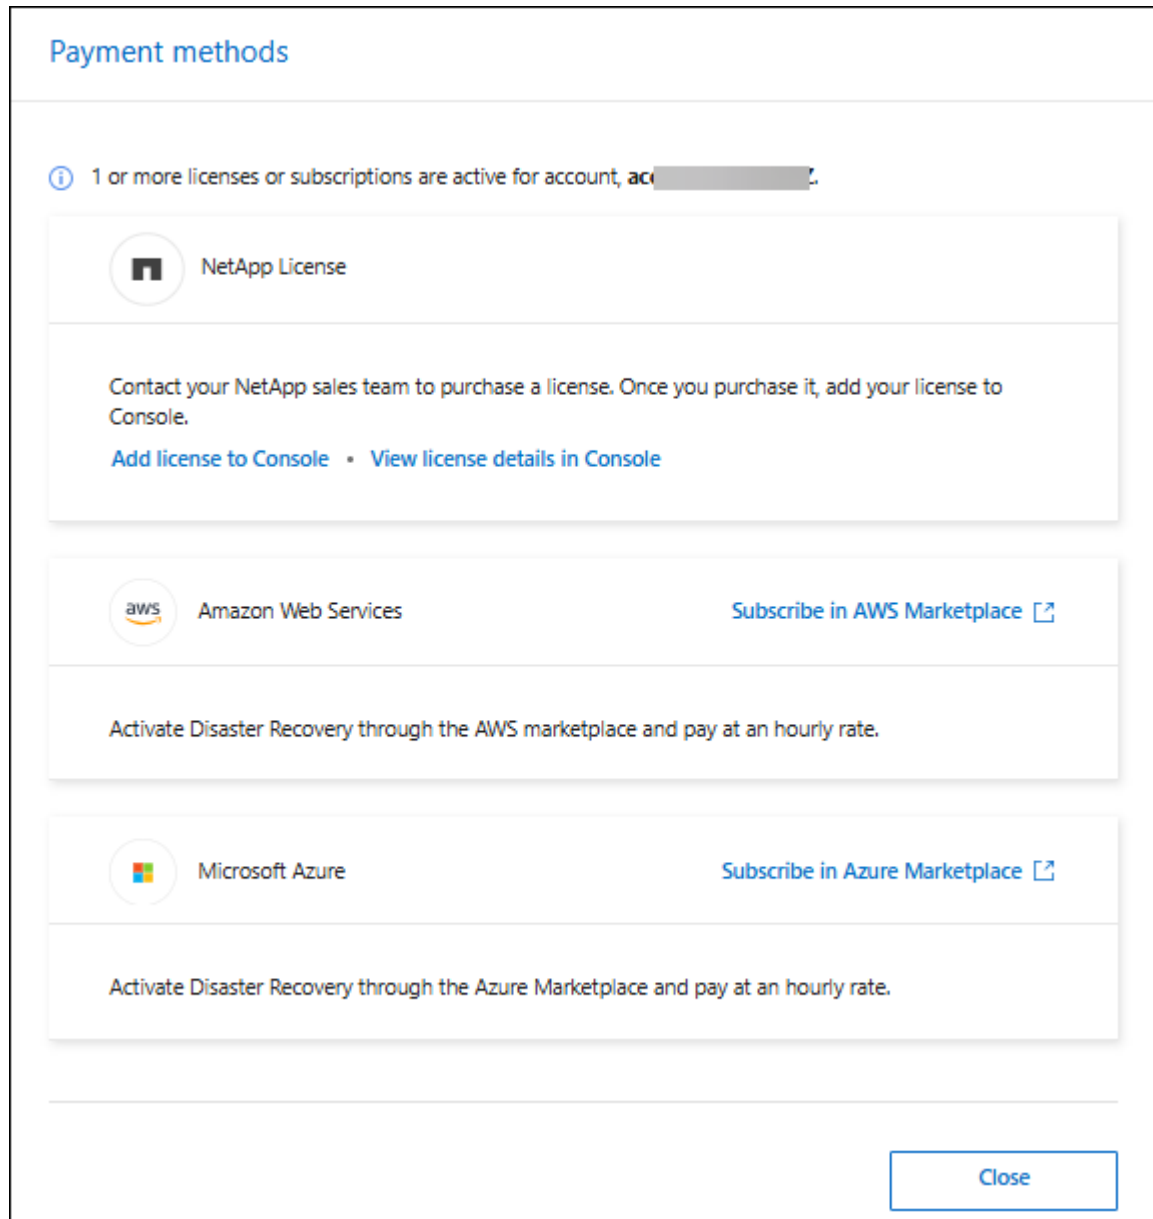 Payment methods
1 or more licenses or subscriptions are active for account,
NetApp License
Contact your NetApp sales team to purchase a license. Once you purchase it, add your license to
Console.
Add license to Console • View license details in Console
aws Amazon Web Services Subscribe in AWS Marketplace
Activate Disaster Recovery through the AWS marketplace and pay at an hourly rate.
Microsoft Azure Subscribe in Azure Marketplace
Activate Disaster Recovery through the Azure Marketplace and pay at an hourly rate.
Close